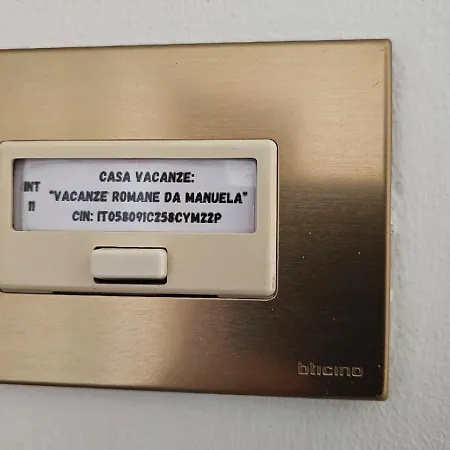 INT
11
CASA VACANZE:
"VACANZE ROMANE DA MANUELA"
CIN: IT058091C258CYM22P
bticino